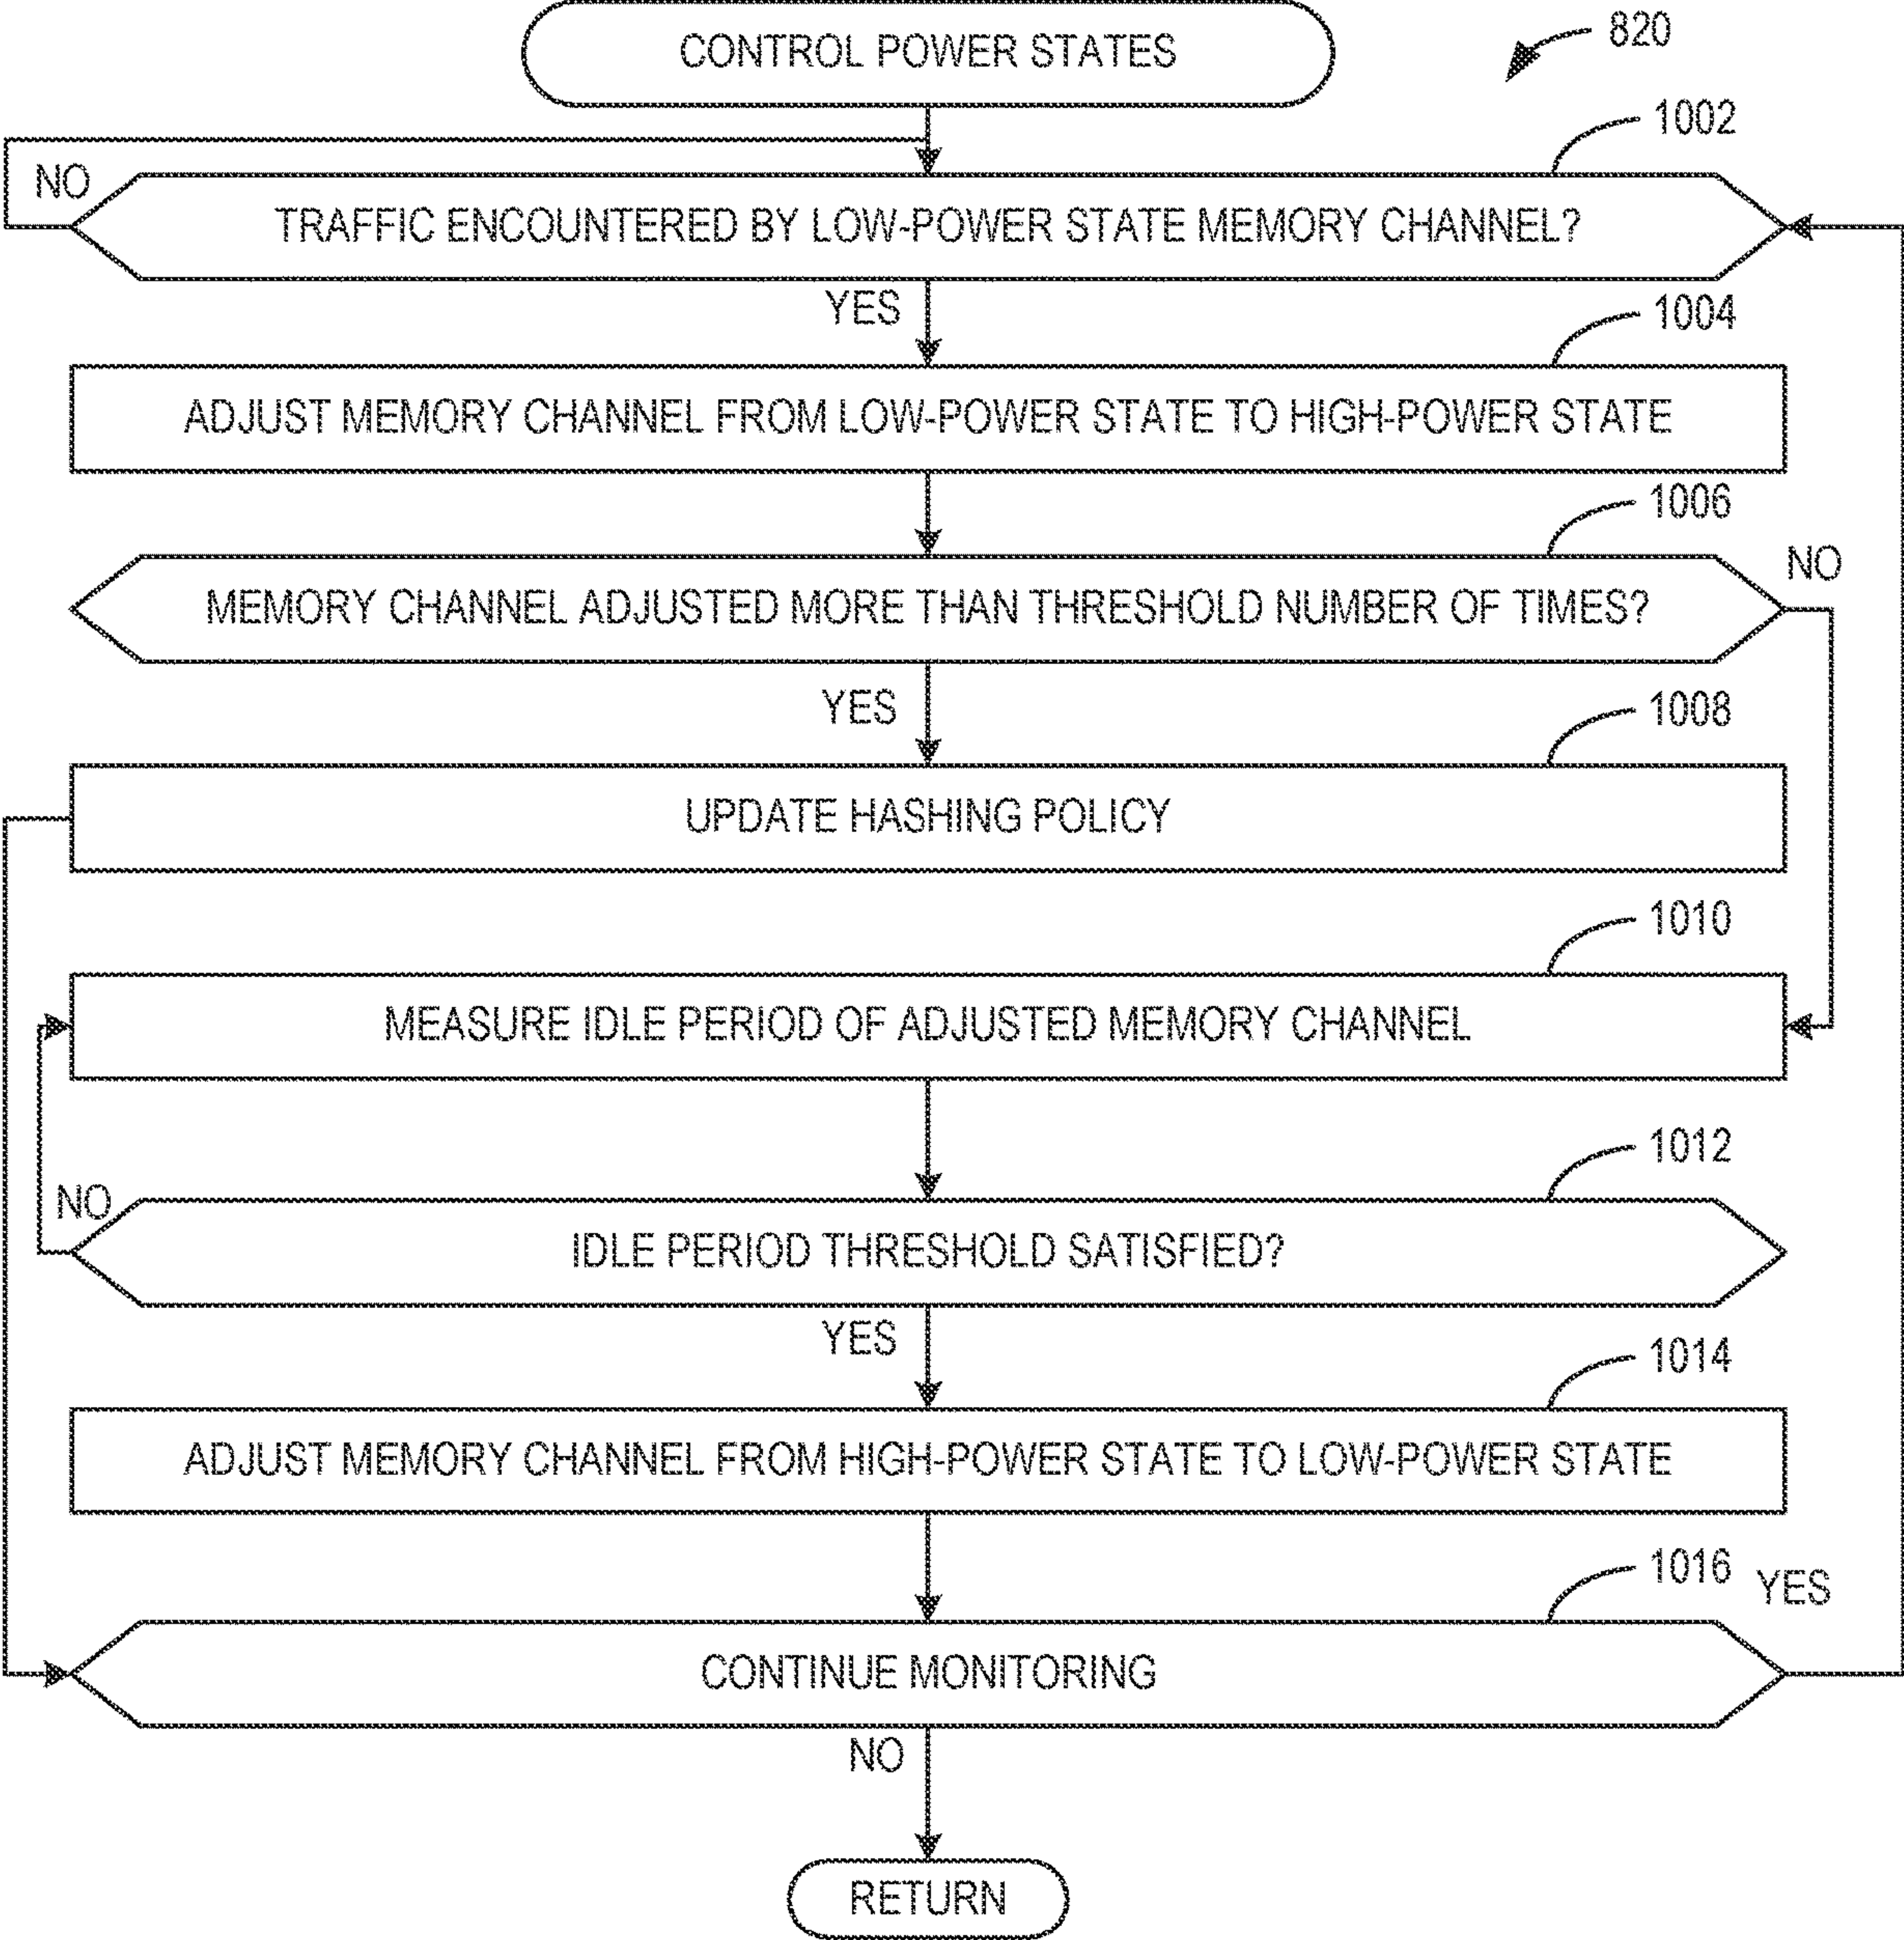 CONTROL POWER STATES
820
1002
NO
TRAFFIC ENCOUNTERED BY LOW-POWER STATE MEMORY CHANNEL?
YES
1004
ADJUST MEMORY CHANNEL FROM LOW-POWER STATE TO HIGH-POWER STATE
1006
NO
MEMORY CHANNEL ADJUSTED MORE THAN THRESHOLD NUMBER OF TIMES?
YES
1008
UPDATE HASHING POLICY
1010
MEASURE IDLE PERIOD OF ADJUSTED MEMORY CHANNEL
1012
NO
IDLE PERIOD THRESHOLD SATISFIED?
YES
1014
ADJUST MEMORY CHANNEL FROM HIGH-POWER STATE TO LOW-POWER STATE
1016
YES
CONTINUE MONITORING
NO
RETURN